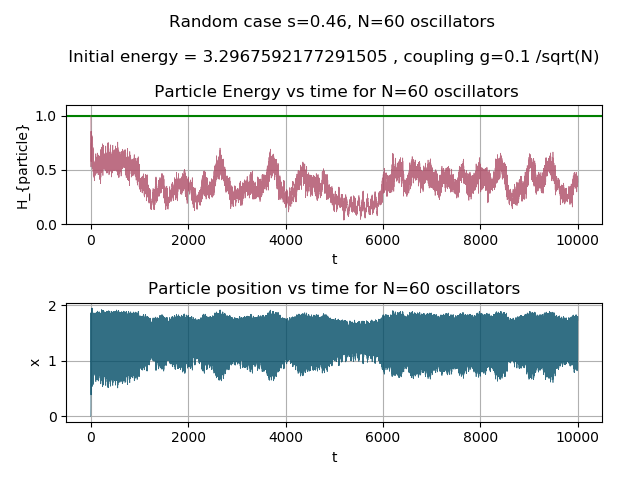 Random case s=0.46, N=60 oscillators
Initial energy = 3.2967592177291505 , coupling g=0.1 /sqrt(N)
Particle Energy vs time for N=60 oscillators
H_{particle}
1.0
0.5
0.0
0 2000 4000 6000 8000 10000
t
Particle position vs time for N=60 oscillators
x
2
1
0
0 2000 4000 6000 8000 10000
t